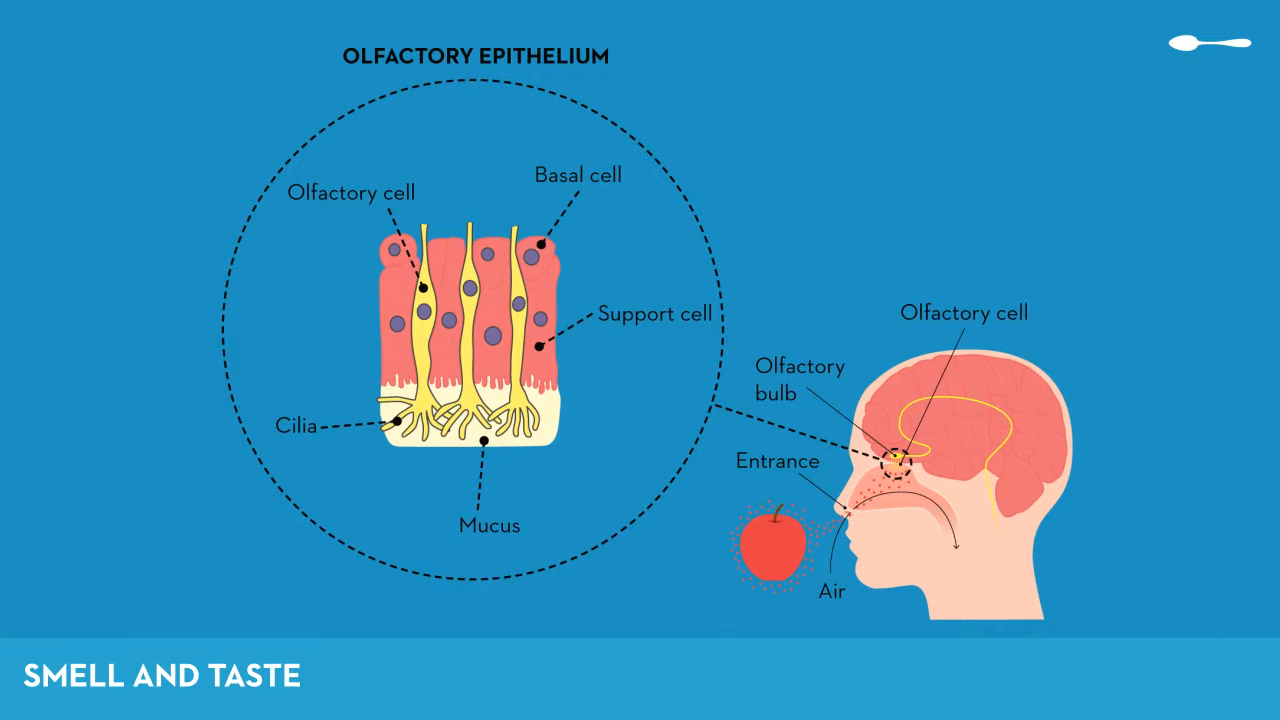 OLFACTORY EPITHELIUM
Basal cell
Olfactory cell
Support cell
Cilia
Mucus
Olfactory cell
Olfactory
bulb
Entrance
Air
SMELL AND TASTE